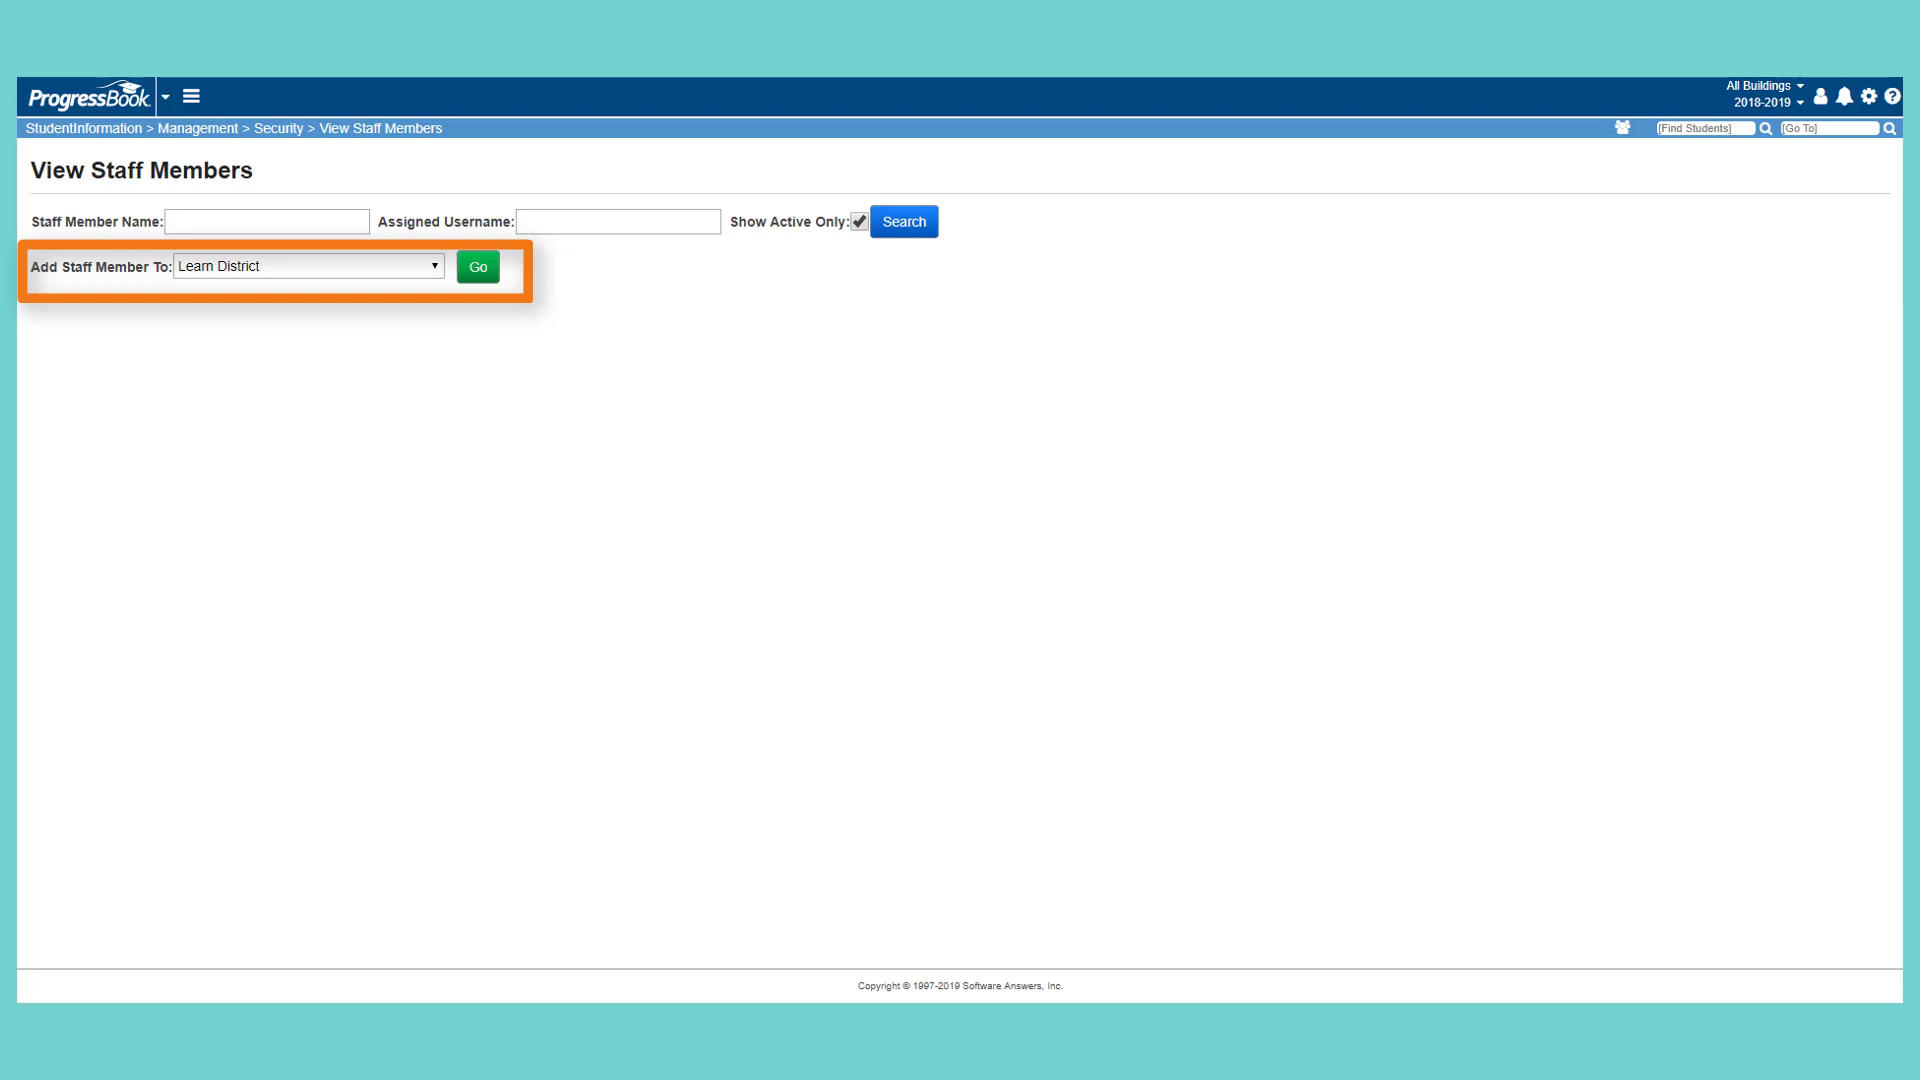 ProgressBook
All Buildings
2018-2019
StudentInformation > Management > Security > View Staff Members
[Find Students] [Go To]
View Staff Members
Staff Member Name: Assigned Username: Show Active Only: Search
Add Staff Member To: Learn District Go
Copyright © 1997-2019 Software Answers, Inc.